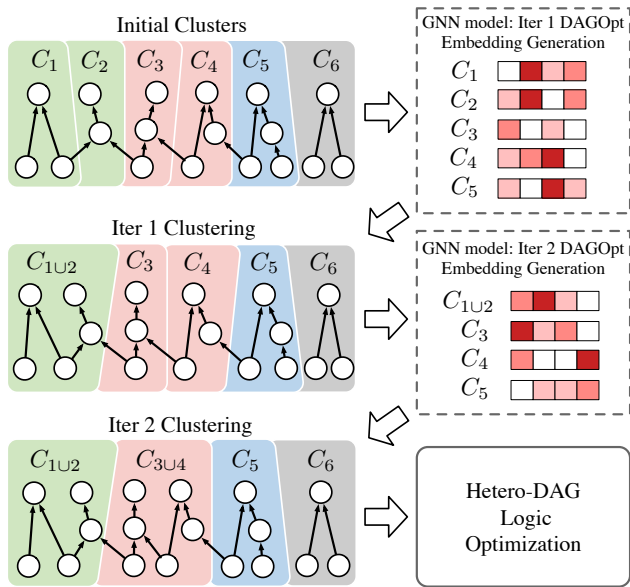 Initial Clusters
C₁ C₂ C₃ C₄ C₅ C₆
GNN model: Iter 1 DAGOpt
Embedding Generation
C₁
C₂
C₃
C₄
C₅
Iter 1 Clustering
C₁∪₂ C₃ C₄ C₅ C₆
GNN model: Iter 2 DAGOpt
Embedding Generation
C₁∪₂
C₃
C₄
C₅
Iter 2 Clustering
C₁∪₂ C₃∪₄ C₅ C₆
Hetero-DAG
Logic
Optimization